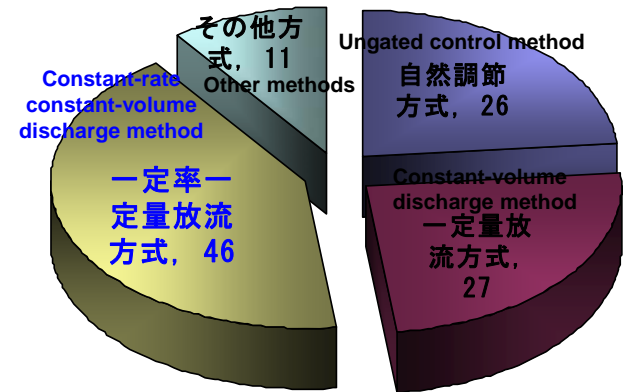 その他方
式, 11
Other methods
Ungated control method
自然調節
方式, 26
Constant-rate
constant-volume
discharge method
一定率一
定量放流
方式, 46
Constant-volume
discharge method
一定量放
流方式,
27